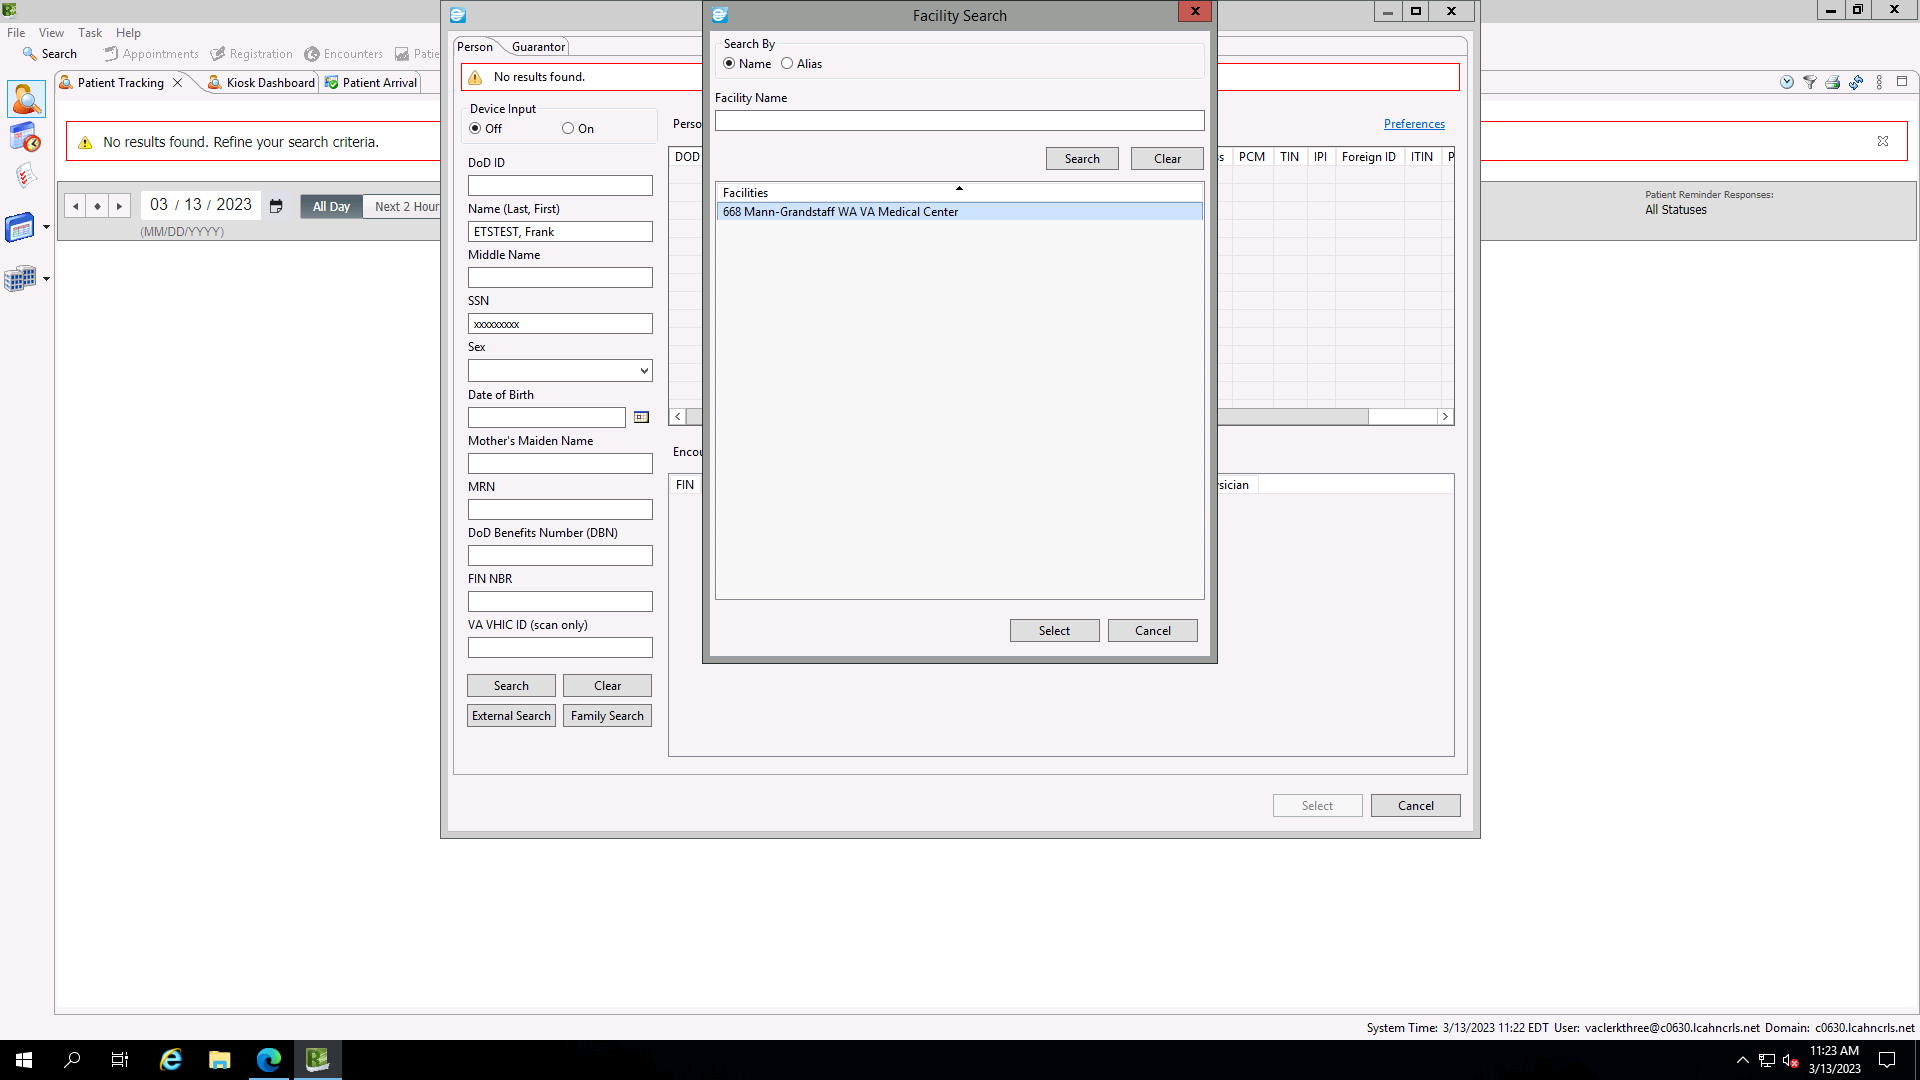 Facility Search
File View Task Help
Search Appointments Registration Encounters
Patient Tracking Kiosk Dashboard Patient Arrival
No results found. Refine your search criteria.
03 / 13 / 2023
(MM/DD/YYYY)
All Day
Person Guarantor
No results found.
Device Input
Off On
DoD ID
Name (Last, First)
ETSTEST, Frank
Middle Name
SSN
xxxxxxxxx
Sex
Date of Birth
Mother's Maiden Name
MRN
DoD Benefits Number (DBN)
FIN NBR
VA VHIC ID (scan only)
Search Clear
External Search Family Search
DOD
FIN
Search By
Name Alias
Facility Name
Search Clear
Facilities
668 Mann-Grandstaff WA VA Medical Center
Select Cancel
Preferences
PCM TIN IPI Foreign ID ITIN
Select Cancel
Patient Reminder Responses:
All Statuses
System Time: 3/13/2023 11:22 EDT User: vaclerkthree@c0630.lcahncrls.net Domain: c0630.lcahncrls.net
11:23 AM
3/13/2023